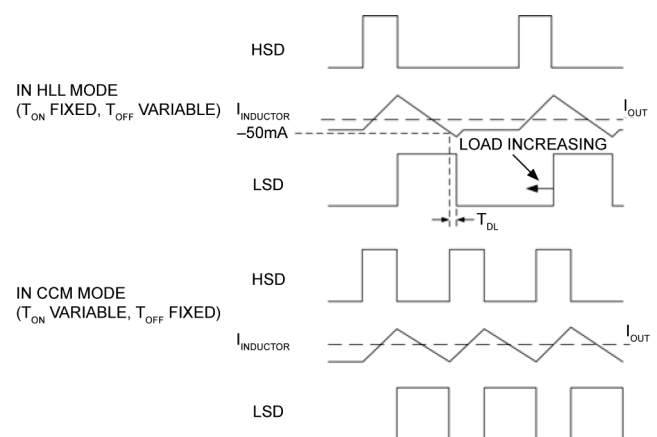 HSD
IN HLL MODE
(TON FIXED, TOFF VARIABLE)
IINDUCTOR
IOUT
–50mA
LOAD INCREASING
LSD
TDL
HSD
IN CCM MODE
(TON VARIABLE, TOFF FIXED)
IINDUCTOR
IOUT
LSD